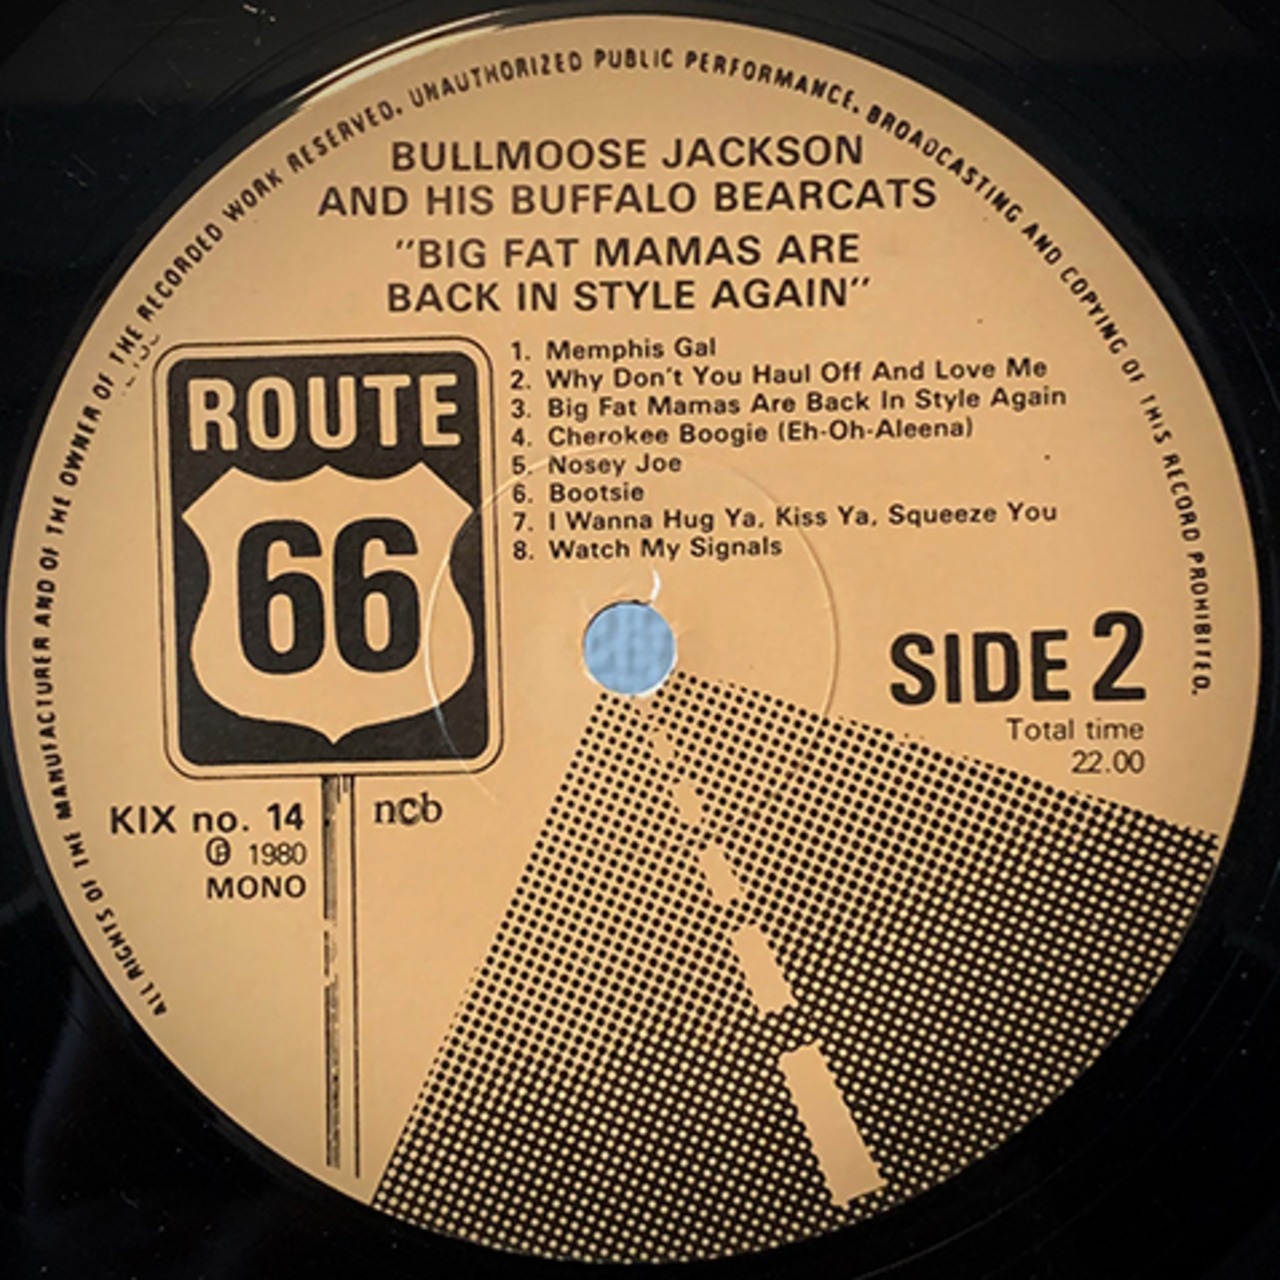 ALL RIGHTS OF THE MANUFACTURER AND OF THE OWNER OF THE RECORDED WORK RESERVED. UNAUTHORIZED PUBLIC PERFORMANCE, BROADCASTING AND COPYING OF THIS RECORD PROHIBITED.
BULLMOOSE JACKSON
AND HIS BUFFALO BEARCATS
"BIG FAT MAMAS ARE
BACK IN STYLE AGAIN"
1. Memphis Gal
2. Why Don't You Haul Off And Love Me
3. Big Fat Mamas Are Back In Style Again
4. Cherokee Boogie (Eh-Oh-Aleena)
5. Nosey Joe
6. Bootsie
7. I Wanna Hug Ya, Kiss Ya, Squeeze You
8. Watch My Signals
ROUTE
66
SIDE 2
Total time
22.00
KIX no. 14
℗ 1980
MONO
ncb